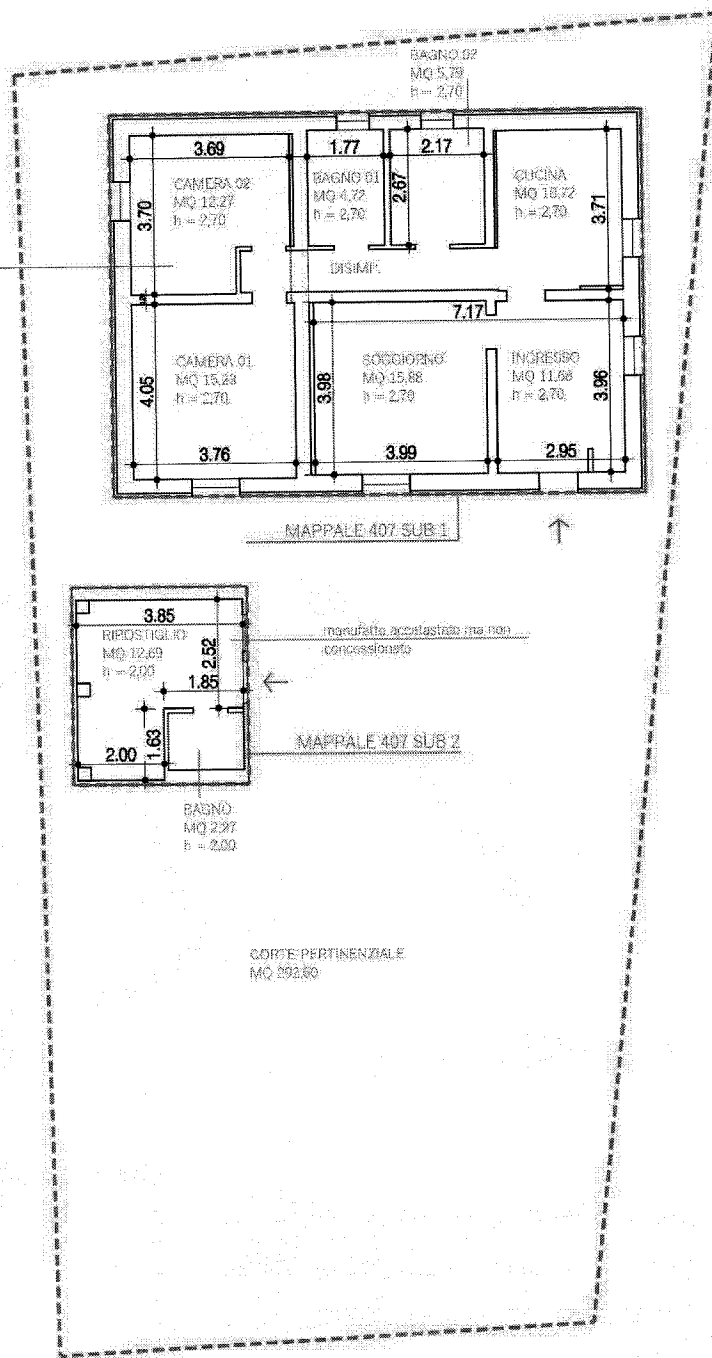 BAGNO 02
MQ 5,79
h = 2,70
3.69
1.77
2.17
CAMERA 02
MQ 12,27
h = 2,70
3.70
BAGNO 01
MQ 4,72
h = 2,70
2.67
CUCINA
h = 2,70
3.71
DISIMP.
7.17
CAMERA 01
MQ 15,23
h = 2,70
4.05
3.76
SOGGIORNO
MQ 15,88
h = 2,70
3.98
3.99
INGRESSO
MQ 11,68
h = 2,70
3.96
2.95
MAPPALE 407 SUB 1
3.85
RIPOSTIGLIO
MQ 12,69
h = 2,00
2.52
1.85
manufatto accatastato ma non
concessionato
1.63
2.00
MAPPALE 407 SUB 2
BAGNO
MQ 2,97
h = 2,00
CORTE PERTINENZIALE
MQ 292,60